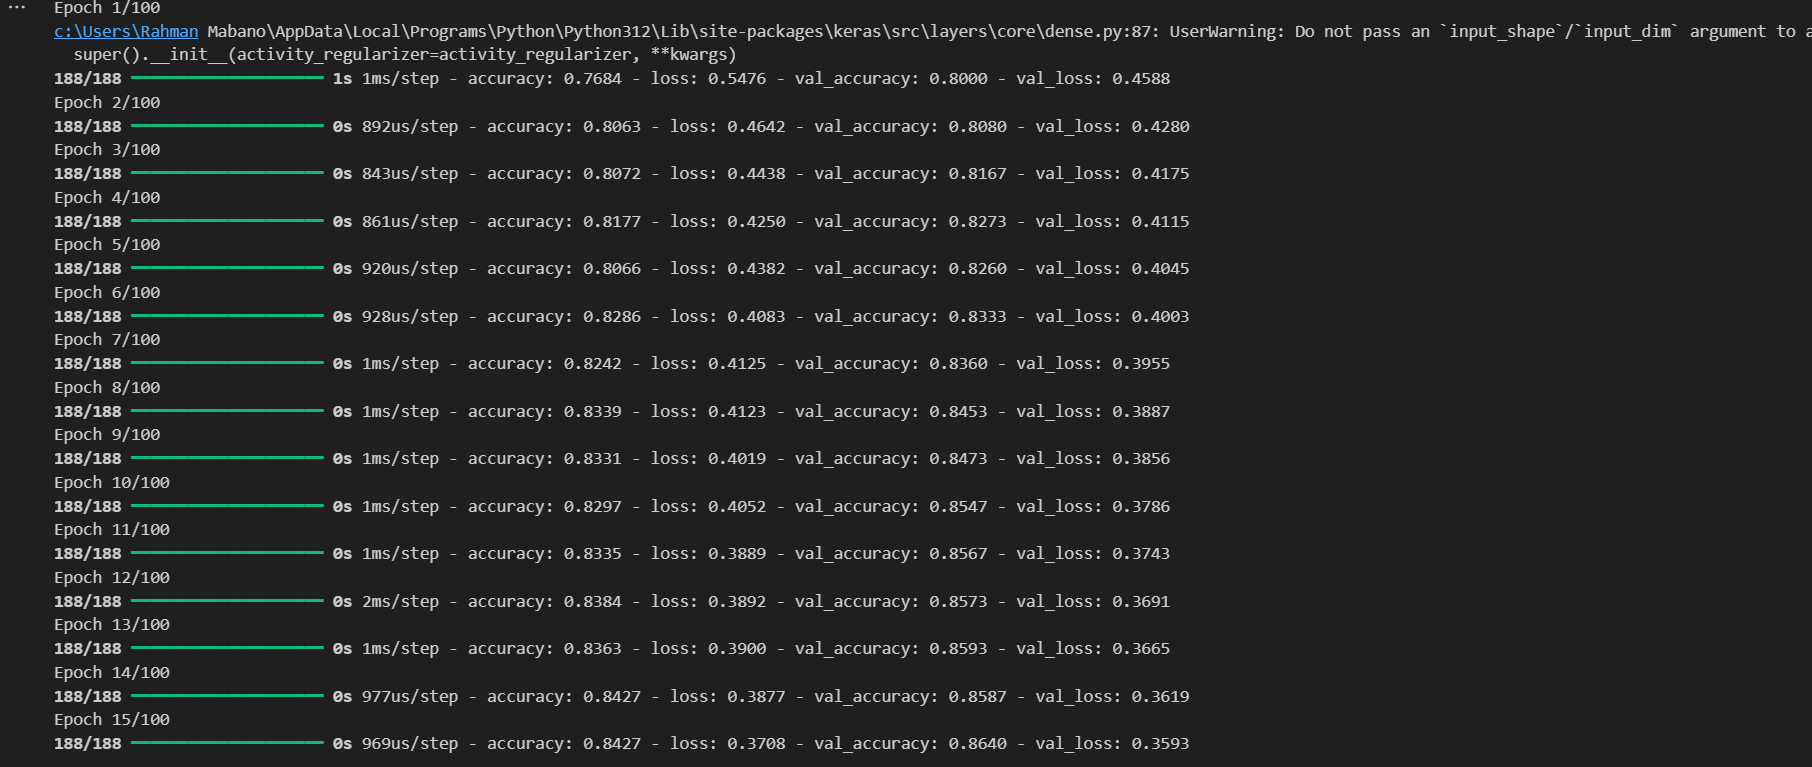 ...
Epoch 1/100
c:\Users\Rahman Mabano\AppData\Local\Programs\Python\Python312\Lib\site-packages\keras\src\layers\core\dense.py:87: UserWarning: Do not pass an `input_shape`/`input_dim` argument to a
super().__init__(activity_regularizer=activity_regularizer, **kwargs)
188/188 1s 1ms/step - accuracy: 0.7684 - loss: 0.5476 - val_accuracy: 0.8000 - val_loss: 0.4588
Epoch 2/100
188/188 0s 892us/step - accuracy: 0.8063 - loss: 0.4642 - val_accuracy: 0.8080 - val_loss: 0.4280
Epoch 3/100
188/188 0s 843us/step - accuracy: 0.8072 - loss: 0.4438 - val_accuracy: 0.8167 - val_loss: 0.4175
Epoch 4/100
188/188 0s 861us/step - accuracy: 0.8177 - loss: 0.4250 - val_accuracy: 0.8273 - val_loss: 0.4115
Epoch 5/100
188/188 0s 920us/step - accuracy: 0.8066 - loss: 0.4382 - val_accuracy: 0.8260 - val_loss: 0.4045
Epoch 6/100
188/188 0s 928us/step - accuracy: 0.8286 - loss: 0.4083 - val_accuracy: 0.8333 - val_loss: 0.4003
Epoch 7/100
188/188 0s 1ms/step - accuracy: 0.8242 - loss: 0.4125 - val_accuracy: 0.8360 - val_loss: 0.3955
Epoch 8/100
188/188 0s 1ms/step - accuracy: 0.8339 - loss: 0.4123 - val_accuracy: 0.8453 - val_loss: 0.3887
Epoch 9/100
188/188 0s 1ms/step - accuracy: 0.8331 - loss: 0.4019 - val_accuracy: 0.8473 - val_loss: 0.3856
Epoch 10/100
188/188 0s 1ms/step - accuracy: 0.8297 - loss: 0.4052 - val_accuracy: 0.8547 - val_loss: 0.3786
Epoch 11/100
188/188 0s 1ms/step - accuracy: 0.8335 - loss: 0.3889 - val_accuracy: 0.8567 - val_loss: 0.3743
Epoch 12/100
188/188 0s 2ms/step - accuracy: 0.8384 - loss: 0.3892 - val_accuracy: 0.8573 - val_loss: 0.3691
Epoch 13/100
188/188 0s 1ms/step - accuracy: 0.8363 - loss: 0.3900 - val_accuracy: 0.8593 - val_loss: 0.3665
Epoch 14/100
188/188 0s 977us/step - accuracy: 0.8427 - loss: 0.3877 - val_accuracy: 0.8587 - val_loss: 0.3619
Epoch 15/100
188/188 0s 969us/step - accuracy: 0.8427 - loss: 0.3708 - val_accuracy: 0.8640 - val_loss: 0.3593